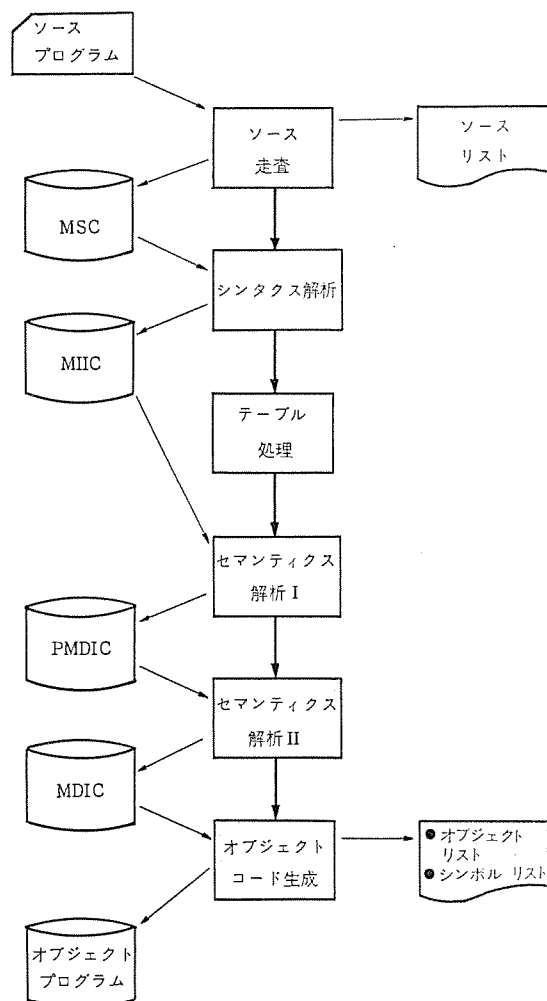 ソース
プログラム
ソース
走査
ソース
リスト
MSC
シンタクス解析
MIIC
テーブル
処理
セマンティクス
解析 I
PMDIC
セマンティクス
解析 II
MDIC
オブジェクト
コード生成
● オブジェクト
リスト
● シンボル リスト
オブジェクト
プログラム